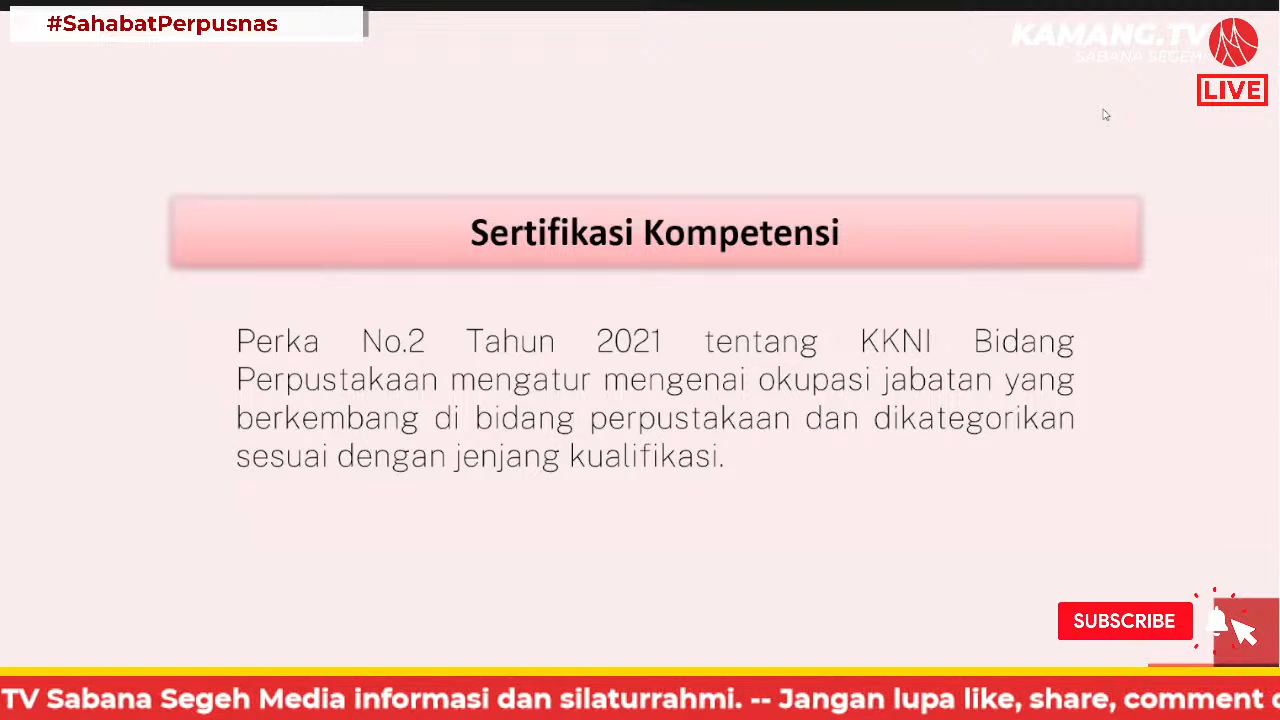 #SahabatPerpusnas
KAMANG.TV
LIVE
Sertifikasi Kompetensi
Perka No.2 Tahun 2021 tentang KKNI Bidang
Perpustakaan mengatur mengenai okupasi jabatan yang
berkembang di bidang perpustakaan dan dikategorikan
sesuai dengan jenjang kualifikasi.
SUBSCRIBE
TV Sabana Segeh Media informasi dan silaturrahmi. -- Jangan lupa like, share, comment